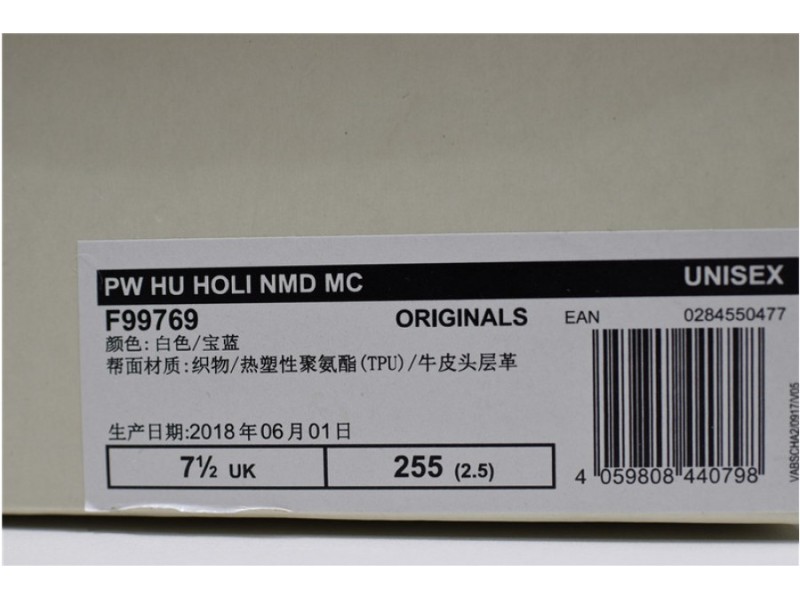 PW HU HOLI NMD MC UNISEX
F99769 ORIGINALS EAN 0284550477
颜色: 白色/宝蓝
帮面材质: 织物/热塑性聚氨酯(TPU)/牛皮头层革
生产日期:2018年06月01日
7½ UK 255 (2.5)
4 059808 440798
VABSCHA2/0917/V05